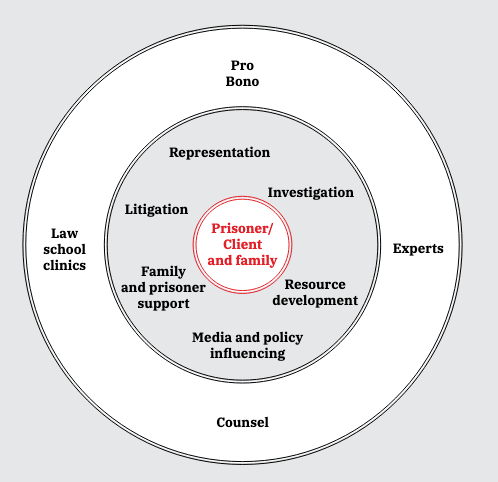 Pro
Bono
Representation
Investigation
Litigation
Prisoner/
Client
and family
Law
school
clinics
Experts
Family
and prisoner
support
Resource
development
Media and policy
influencing
Counsel